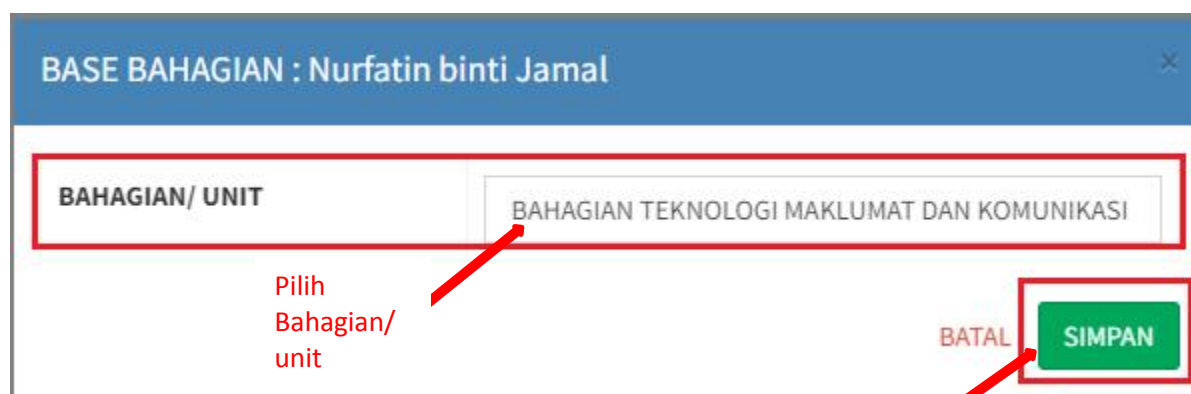 BASE BAHAGIAN : Nurfatin binti Jamal
×
BAHAGIAN/ UNIT
BAHAGIAN TEKNOLOGI MAKLUMAT DAN KOMUNIKASI
Pilih
Bahagian/
unit
BATAL
SIMPAN